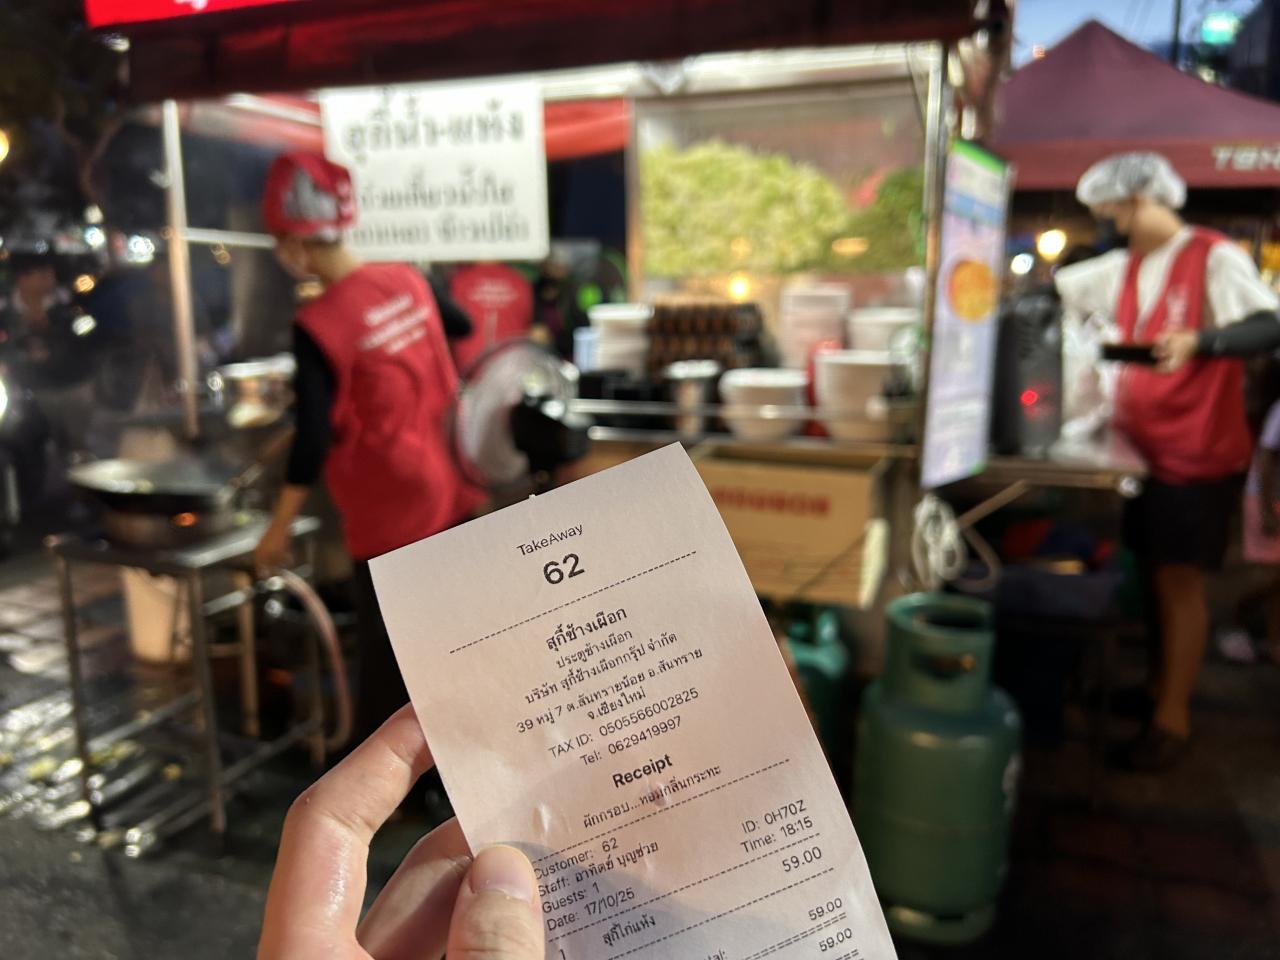 สุกี้น้ำ-แห้ง
TakeAway
62
สุกี้ช้างเผือก
ประตูช้างเผือก
บริษัท สุกี้ช้างเผือกกรุ๊ป จำกัด
39 หมู่ 7 ต.สันทรายน้อย อ.สันทราย
จ.เชียงใหม่
TAX ID: 0505566002825
Tel: 0629419997
Receipt
ผักกรอบ...หอมกลิ่นกระทะ
Customer: 62 ID: 0H70Z
Staff: อาทิตย์ บุญช่วย Time: 18:15
Guests: 1
Date: 17/10/25
1 สุกี้ไก่แห้ง 59.00
59.00
59.00